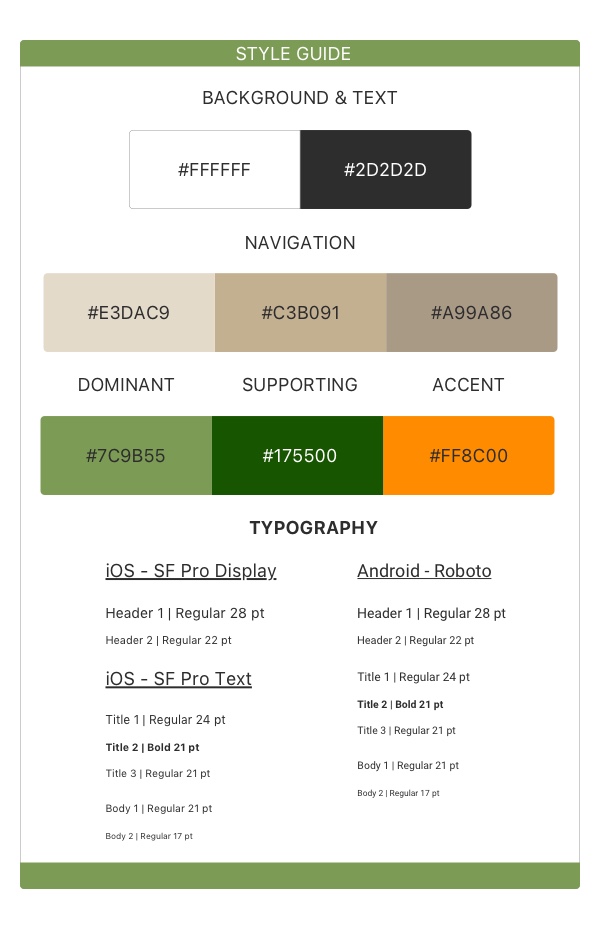 STYLE GUIDE
BACKGROUND & TEXT
#FFFFFF
#2D2D2D
NAVIGATION
#E3DAC9
#C3B091
#A99A86
DOMINANT
SUPPORTING
ACCENT
#7C9B55
#175500
#FF8C00
TYPOGRAPHY
iOS - SF Pro Display
Header 1 | Regular 28 pt
Header 2 | Regular 22 pt
iOS - SF Pro Text
Title 1 | Regular 24 pt
Title 2 | Bold 21 pt
Title 3 | Regular 21 pt
Body 1 | Regular 21 pt
Body 2 | Regular 17 pt
Android - Roboto
Header 1 | Regular 28 pt
Header 2 | Regular 22 pt
Title 1 | Regular 24 pt
Title 2 | Bold 21 pt
Title 3 | Regular 21 pt
Body 1 | Regular 21 pt
Body 2 | Regular 17 pt